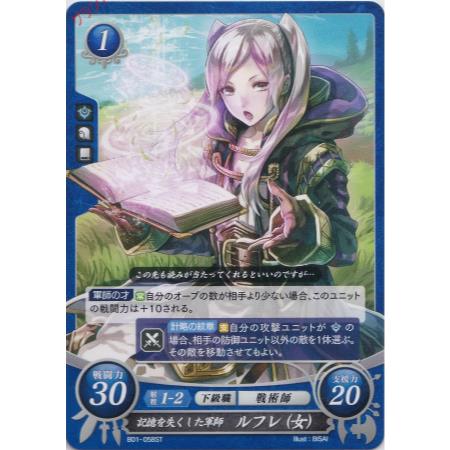 1
この先も読みが当たってくれるといいのですが…
軍師の才 常 自分のオーブの数が相手より少ない場合、このユニット
の戦闘力は+10される。
計略の紋章 攻 自分の攻撃ユニットが の
場合、相手の防御ユニット以外の敵を1体選ぶ。
その敵を移動させてもよい。
戦闘力
30
射程 1-2 下級職 戦術師
支援力
20
記憶を失くした軍師 ルフレ(女)
B01-058ST
Illust : BISAI